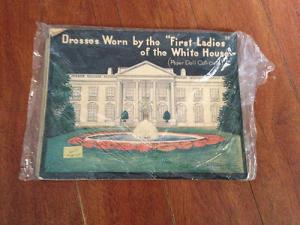 Dresses Worn by the "First Ladies"
of the White House
(Paper Doll Cut-outs)